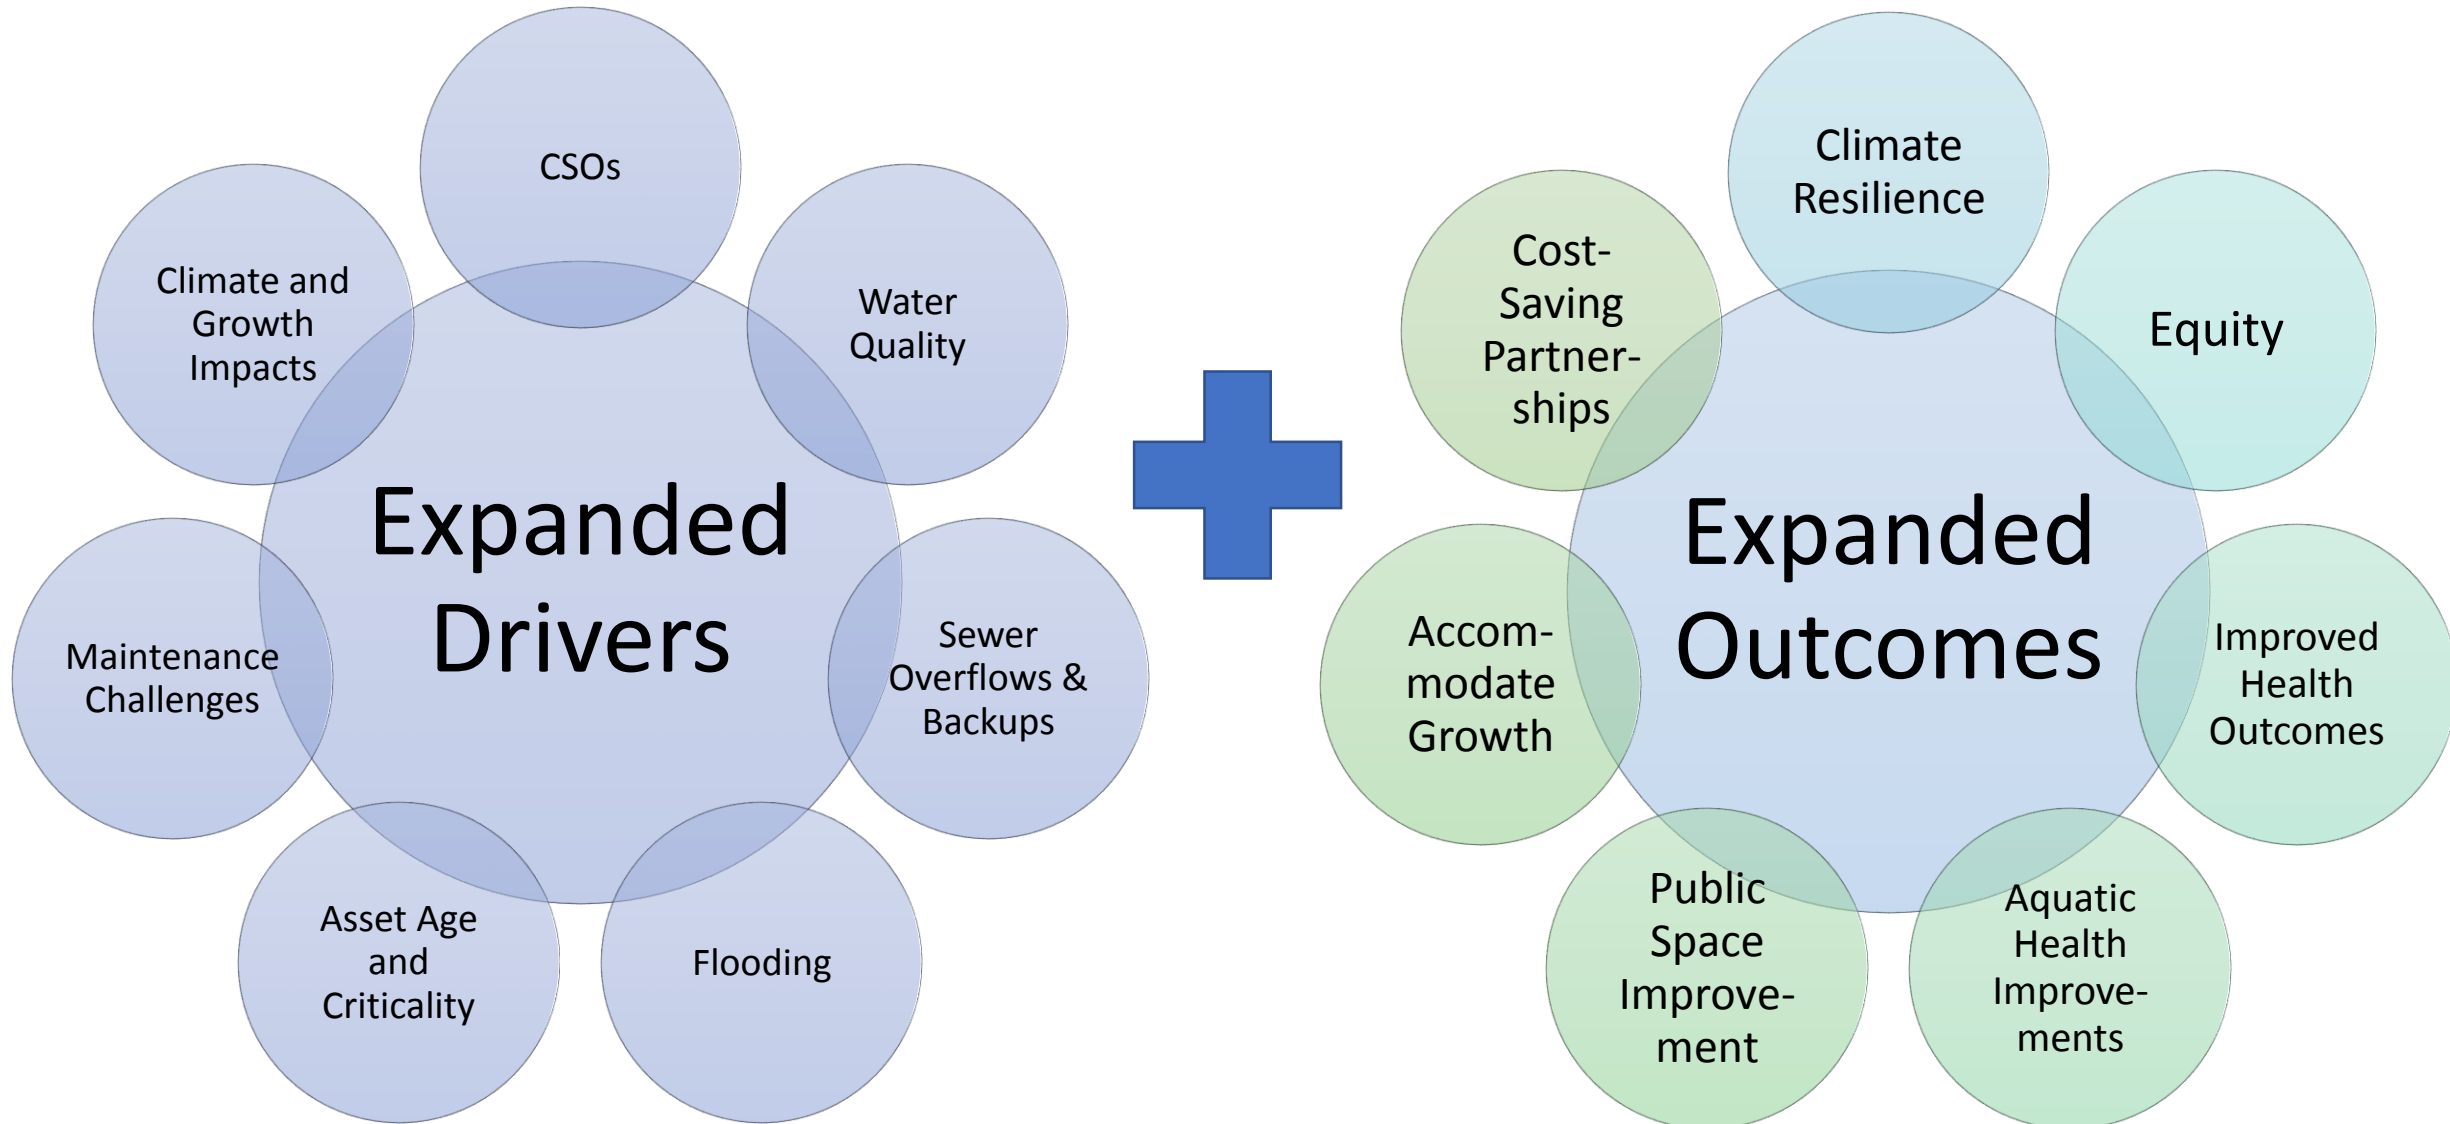 CSOs
Water
Quality
Sewer
Overflows &
Backups
Flooding
Asset Age
and
Criticality
Maintenance
Challenges
Climate and
Growth
Impacts
Expanded
Drivers
Climate
Resilience
Equity
Improved
Health
Outcomes
Aquatic
Health
Improve-
ments
Public
Space
Improve-
ment
Accom-
modate
Growth
Cost-
Saving
Partner-
ships
Expanded
Outcomes